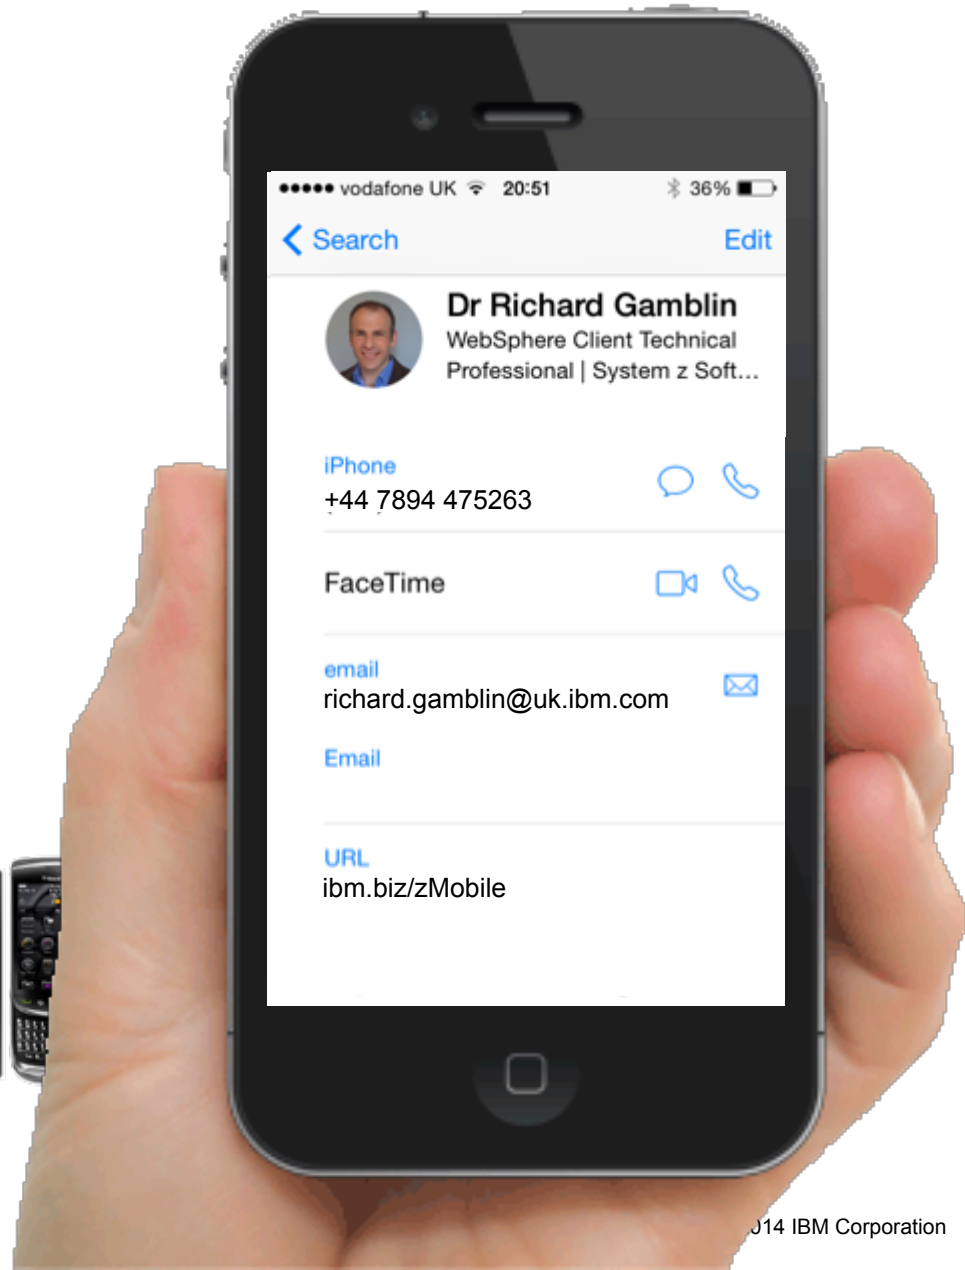 vodafone UK 20:51 36%
Search Edit
Dr Richard Gamblin
WebSphere Client Technical
Professional | System z Soft...
iPhone
+44 7894 475263
FaceTime
email
richard.gamblin@uk.ibm.com
Email
URL
ibm.biz/zMobile
014 IBM Corporation